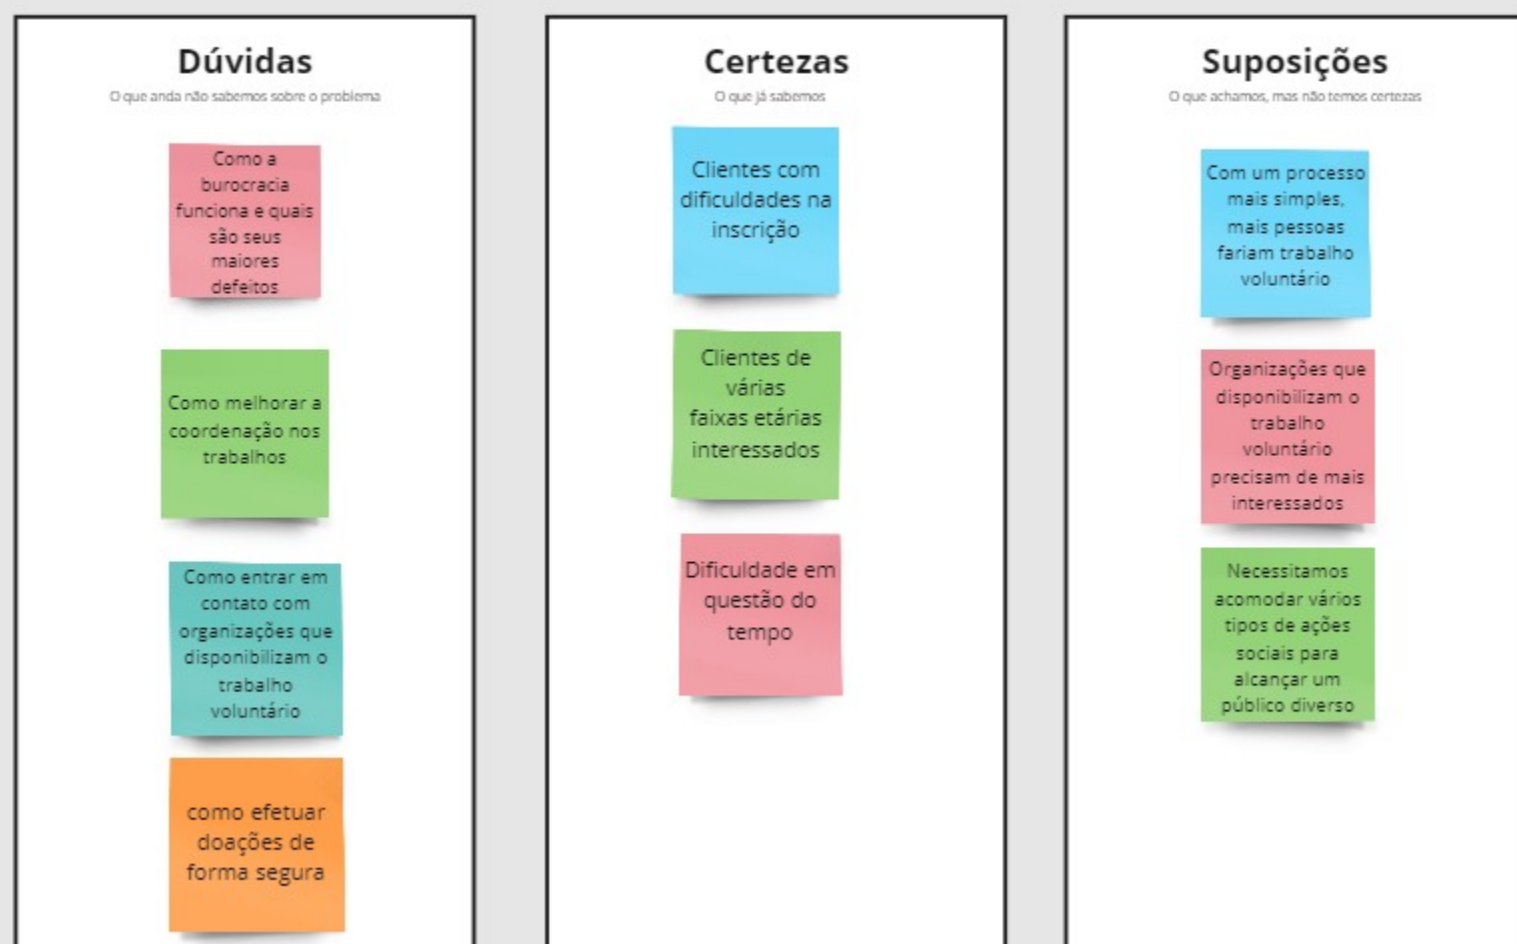 Dúvidas
O que anda não sabemos sobre o problema
Como a
burocracia
funciona e quais
são seus
maiores
defeitos
Como melhorar a
coordenação nos
trabalhos
Como entrar em
contato com
organizações que
disponibilizam o
trabalho
voluntário
como efetuar
doações de
forma segura
Certezas
O que já sabemos
Clientes com
dificuldades na
inscrição
Clientes de
várias
faixas etárias
interessados
Dificuldade em
questão do
tempo
Suposições
O que achamos, mas não temos certezas
Com um processo
mais simples,
mais pessoas
fariam trabalho
voluntário
Organizações que
disponibilizam o
trabalho
voluntário
precisam de mais
interessados
Necessitamos
acomodar vários
tipos de ações
sociais para
alcançar um
público diverso